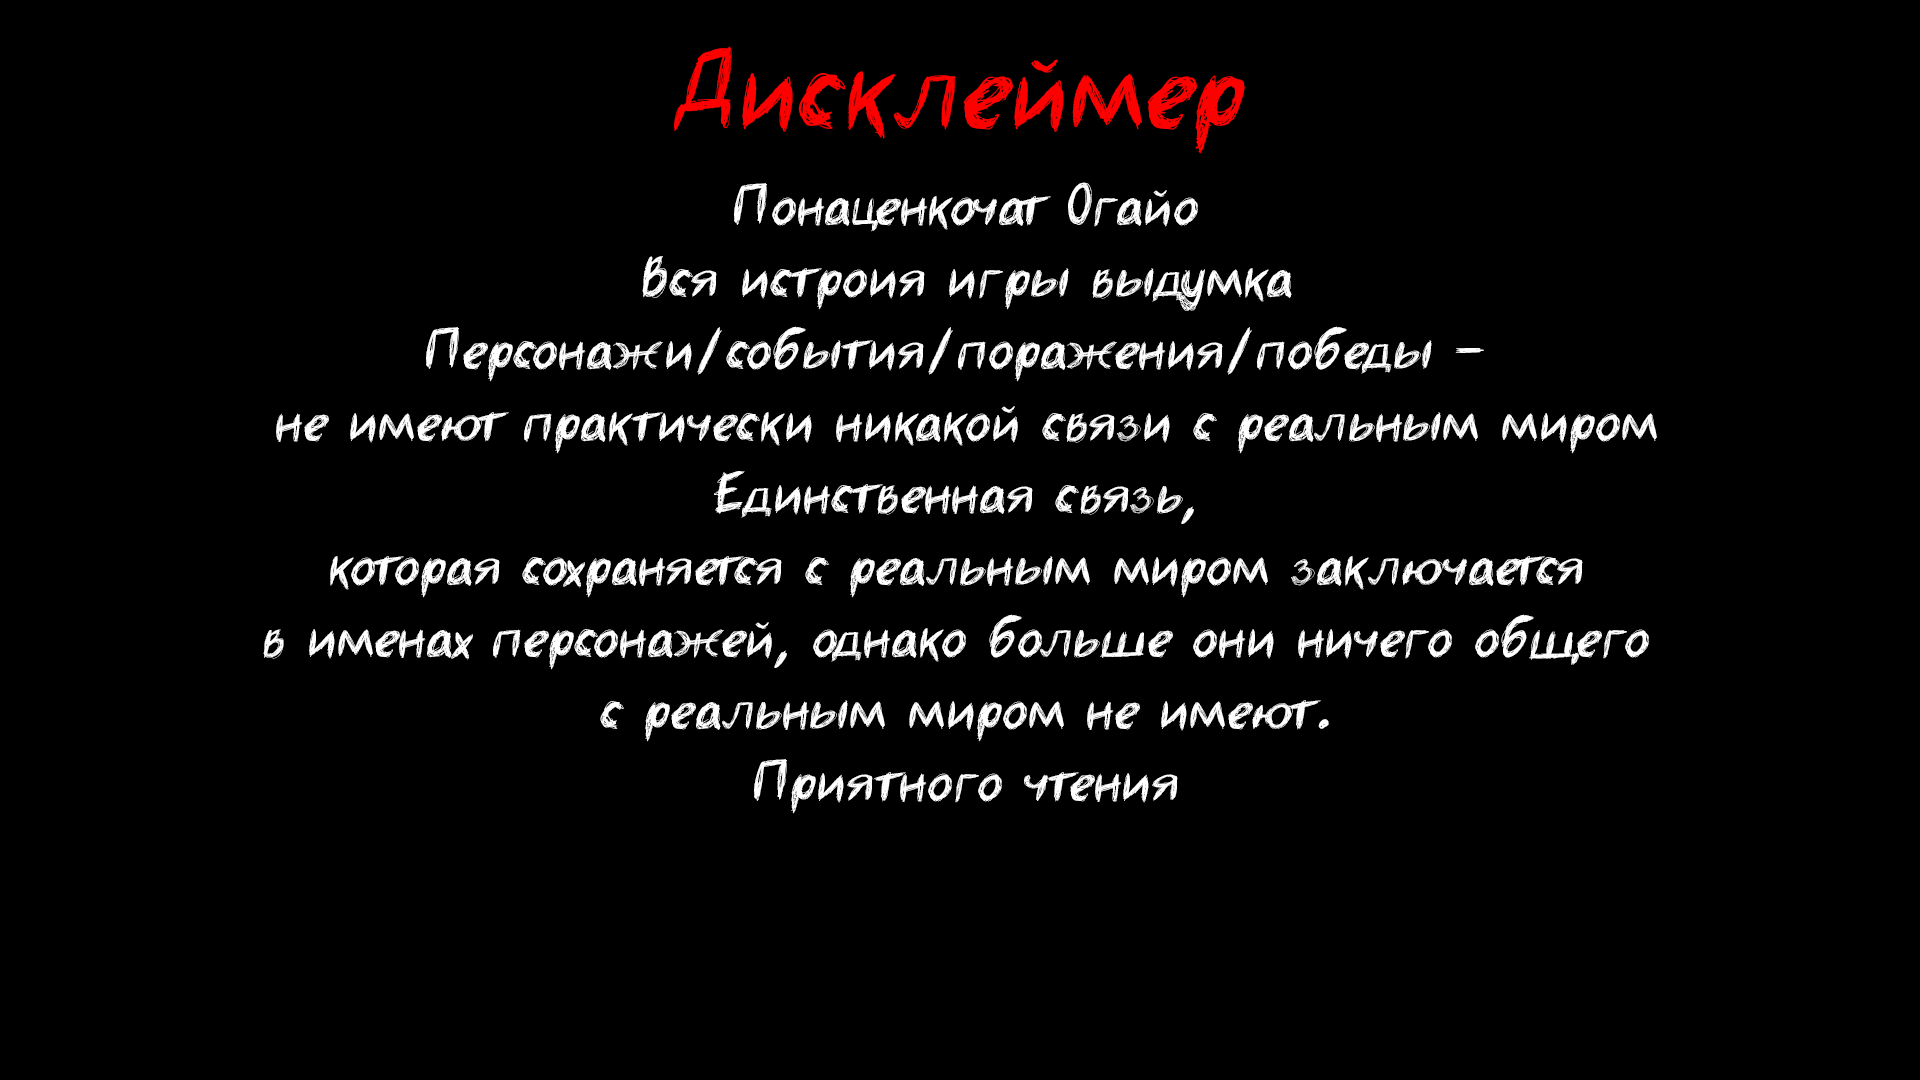 Дисклеймер
Понаценкочат Огайо
Вся истроия игры выдумка
Персонажи/события/поражения/победы -
не имеют практически никакой связи с реальным миром
Единственная связь,
которая сохраняется с реальным миром заключается
в именах персонажей, однако больше они ничего общего
с реальным миром не имеют.
Приятного чтения